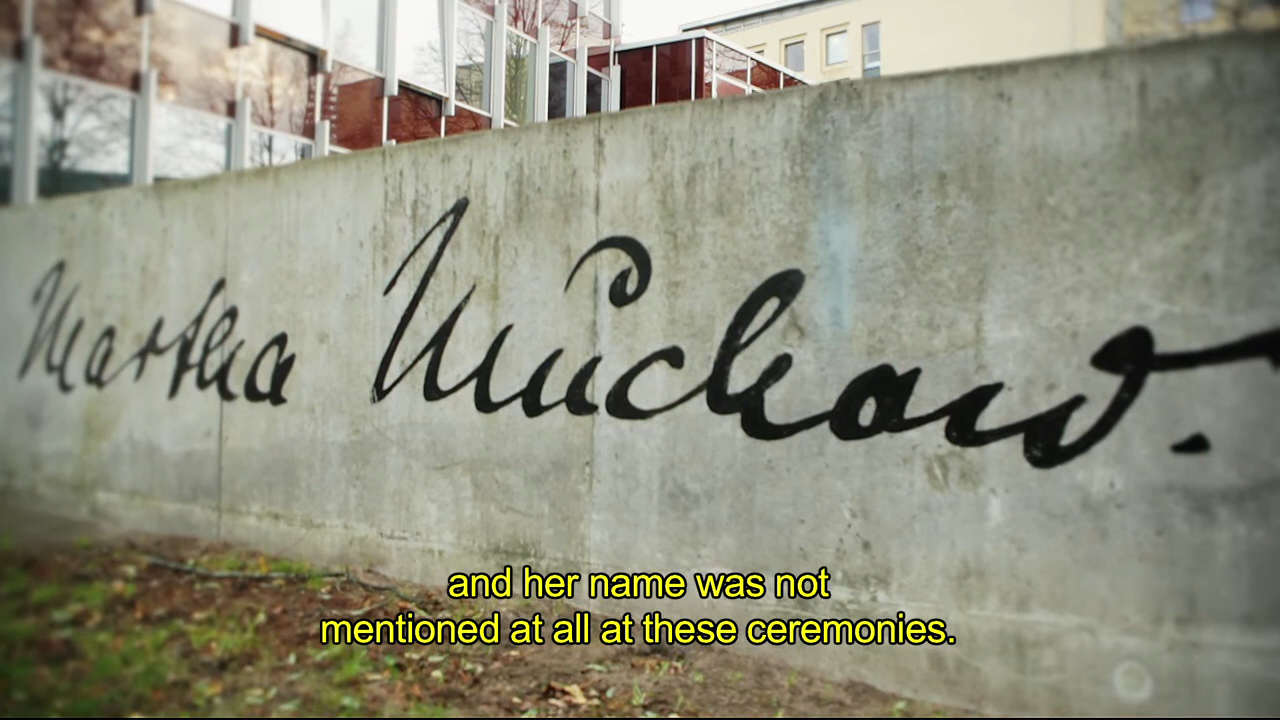 Martha Muchow.
and her name was not
mentioned at all at these ceremonies.